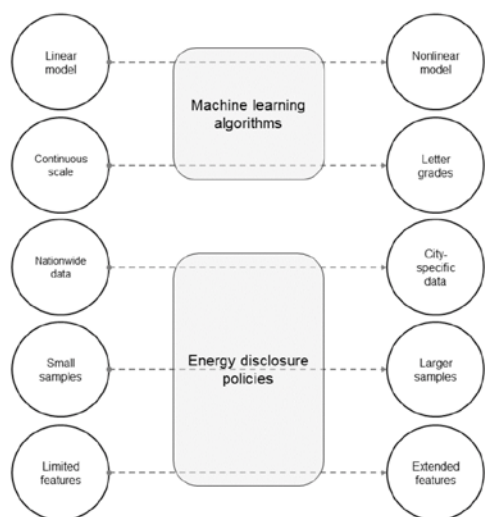 Linear
model
Nonlinear
model
Machine learning
algorithms
Continuous
scale
Letter
grades
Nationwide
data
City-
specific
data
Energy disclosure
policies
Small
samples
Larger
samples
Limited
features
Extended
features